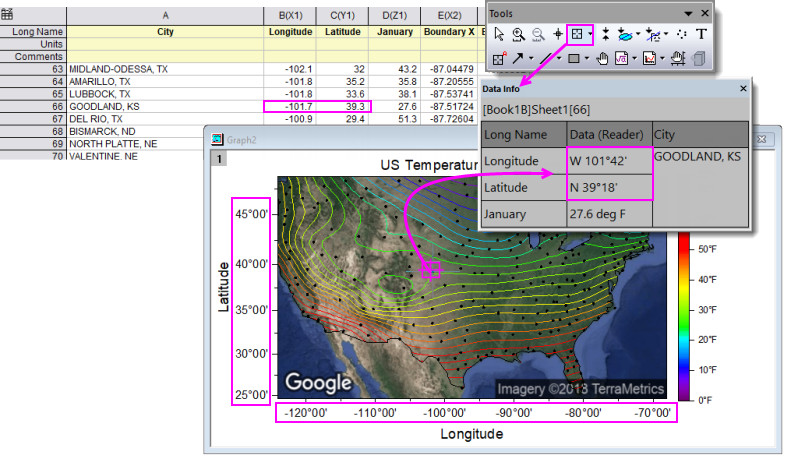 Tools
A B(X1) C(Y1) D(Z1) E(X2)
Long Name City Longitude Latitude January Boundary X
Units
Comments
63 MIDLAND-ODESSA, TX -102.1 32 43.2 -87.04479
64 AMARILLO, TX -101.8 35.2 35.8 -87.20555
65 LUBBOCK, TX -101.8 33.6 38.1 -87.53741
66 GOODLAND, KS -101.7 39.3 27.6 -87.51724
67 DEL RIO, TX -100.9 29.4 51.3 -87.72604
68 BISMARCK, ND
69 NORTH PLATTE, NE
70 VALENTINE, NE
Data Info
[Book1B]Sheet1[66]
Long Name Data (Reader) City
Longitude W 101°42' GOODLAND, KS
Latitude N 39°18'
January 27.6 deg F
Graph2
1
US Temperatur
45°00'
40°00'
35°00'
30°00'
25°00'
Latitude
50°F
40°F
30°F
20°F
10°F
0°F
Google
Imagery ©2018 TerraMetrics
-120°00' -110°00' -100°00' -90°00' -80°00' -70°00'
Longitude